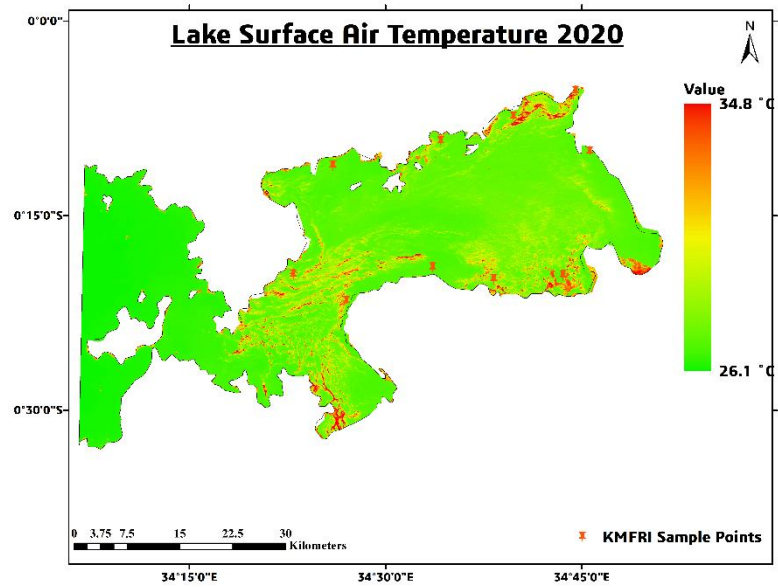 Lake Surface Air Temperature 2020
N
0°0'0"
Value
34.8 °C
0°15'0"S
26.1 °C
0°30'0"S
0 3.75 7.5 15 22.5 30
Kilometers
KMFRI Sample Points
34°15'0"E 34°30'0"E 34°45'0"E